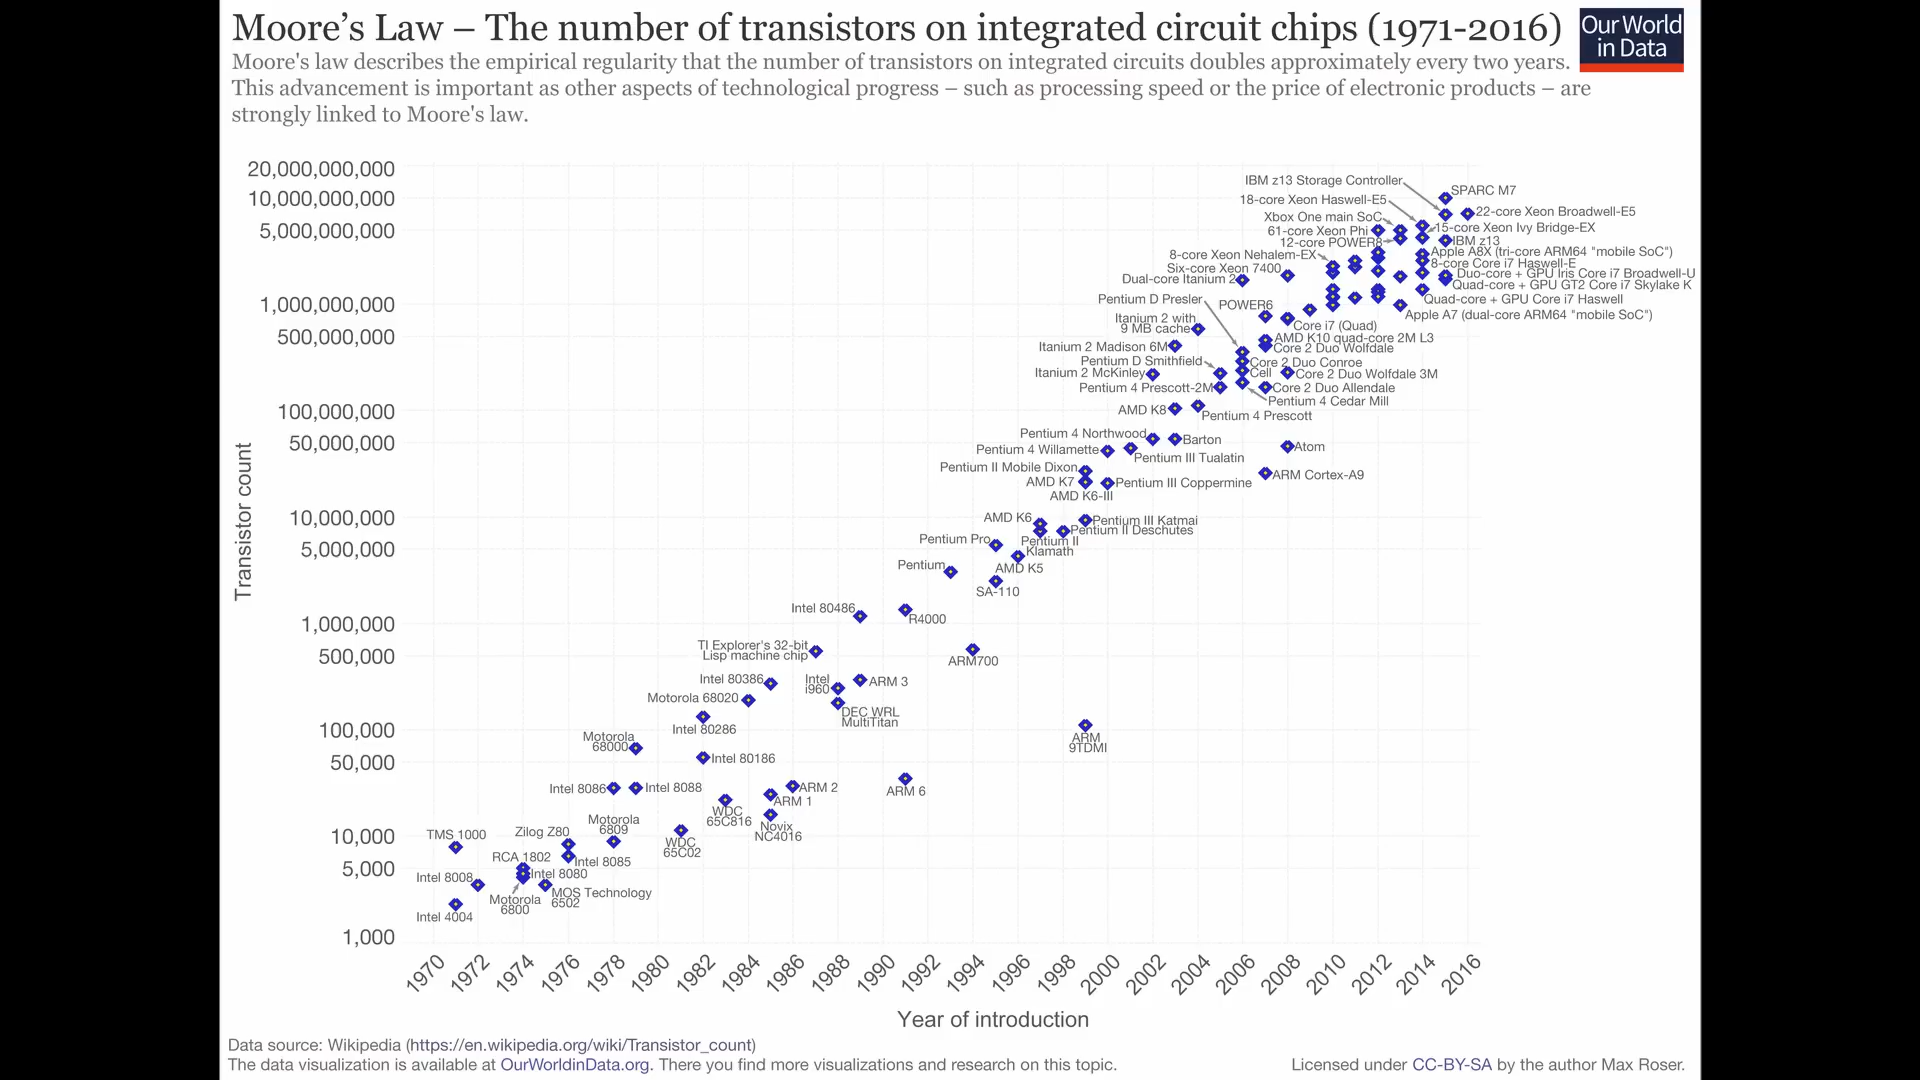 Moore's Law – The number of transistors on integrated circuit chips (1971-2016)
Our World
in Data
Moore's law describes the empirical regularity that the number of transistors on integrated circuits doubles approximately every two years.
This advancement is important as other aspects of technological progress – such as processing speed or the price of electronic products – are
strongly linked to Moore's law.
Transistor count
20,000,000,000
10,000,000,000
5,000,000,000
1,000,000,000
500,000,000
100,000,000
50,000,000
10,000,000
5,000,000
1,000,000
500,000
100,000
50,000
10,000
5,000
1,000
IBM z13 Storage Controller
SPARC M7
18-core Xeon Haswell-E5
22-core Xeon Broadwell-E5
Xbox One main SoC
15-core Xeon Ivy Bridge-EX
61-core Xeon Phi
12-core POWER8
IBM z13
Apple A8X (tri-core ARM64 "mobile SoC")
8-core Xeon Nehalem-EX
8-core Core i7 Haswell-E
Six-core Xeon 7400
Duo-core + GPU Iris Core i7 Broadwell-U
Dual-core Itanium 2
Quad-core + GPU GT2 Core i7 Skylake K
Pentium D Presler
POWER6
Quad-core + GPU Core i7 Haswell
Apple A7 (dual-core ARM64 "mobile SoC")
Itanium 2 with
9 MB cache
Core i7 (Quad)
AMD K10 quad-core 2M L3
Itanium 2 Madison 6M
Core 2 Duo Wolfdale
Pentium D Smithfield
Core 2 Duo Conroe
Itanium 2 McKinley
Cell
Core 2 Duo Wolfdale 3M
Pentium 4 Prescott-2M
Core 2 Duo Allendale
Pentium 4 Cedar Mill
AMD K8
Pentium 4 Prescott
Pentium 4 Northwood
Barton
Atom
Pentium 4 Willamette
Pentium III Tualatin
Pentium II Mobile Dixon
ARM Cortex-A9
AMD K7
Pentium III Coppermine
AMD K6-III
AMD K6
Pentium III Katmai
Pentium II Deschutes
Pentium Pro
Pentium II
Klamath
Pentium
AMD K5
SA-110
Intel 80486
R4000
TI Explorer's 32-bit
Lisp machine chip
ARM700
Intel 80386
Intel
i960
ARM 3
Motorola 68020
DEC WRL
MultiTitan
Intel 80286
ARM
9TDMI
Motorola
68000
Intel 80186
Intel 8086
Intel 8088
ARM 2
ARM 6
ARM 1
WDC
65C816
Novix
NC4016
Motorola
6809
TMS 1000
Zilog Z80
WDC
65C02
RCA 1802
Intel 8085
Intel 8008
Intel 8080
MOS Technology
6502
Motorola
6800
Intel 4004
1970
1972
1974
1976
1978
1980
1982
1984
1986
1988
1990
1992
1994
1996
1998
2000
2002
2004
2006
2008
2010
2012
2014
2016
Year of introduction
Data source: Wikipedia (https://en.wikipedia.org/wiki/Transistor_count)
The data visualization is available at OurWorldinData.org. There you find more visualizations and research on this topic.
Licensed under CC-BY-SA by the author Max Roser.